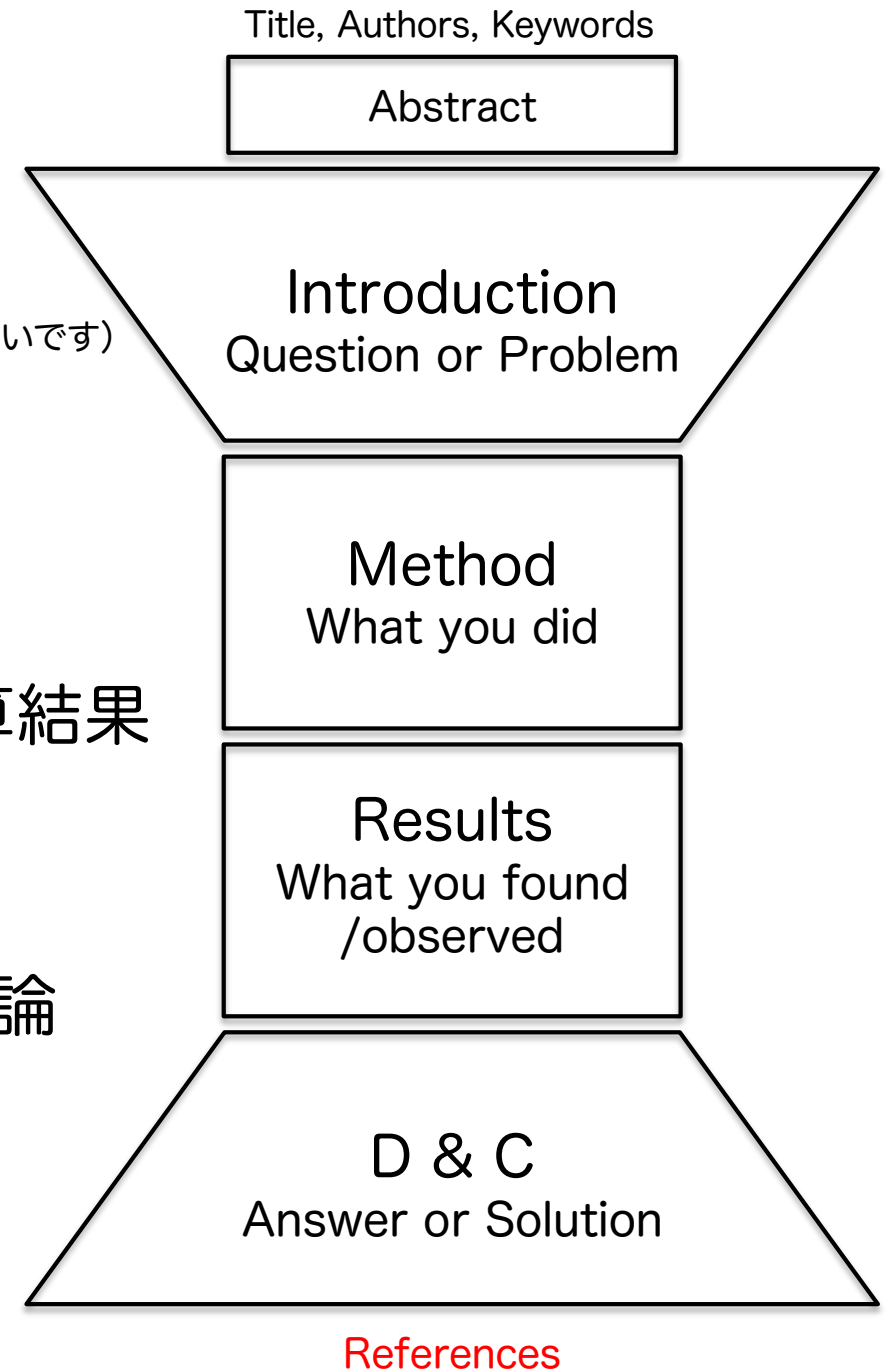 Title, Authors, Keywords
Abstract
Introduction
いです)
Question or Problem
Method
What you did
結果
Results
What you found
/observed
論
D & C
Answer or Solution
References